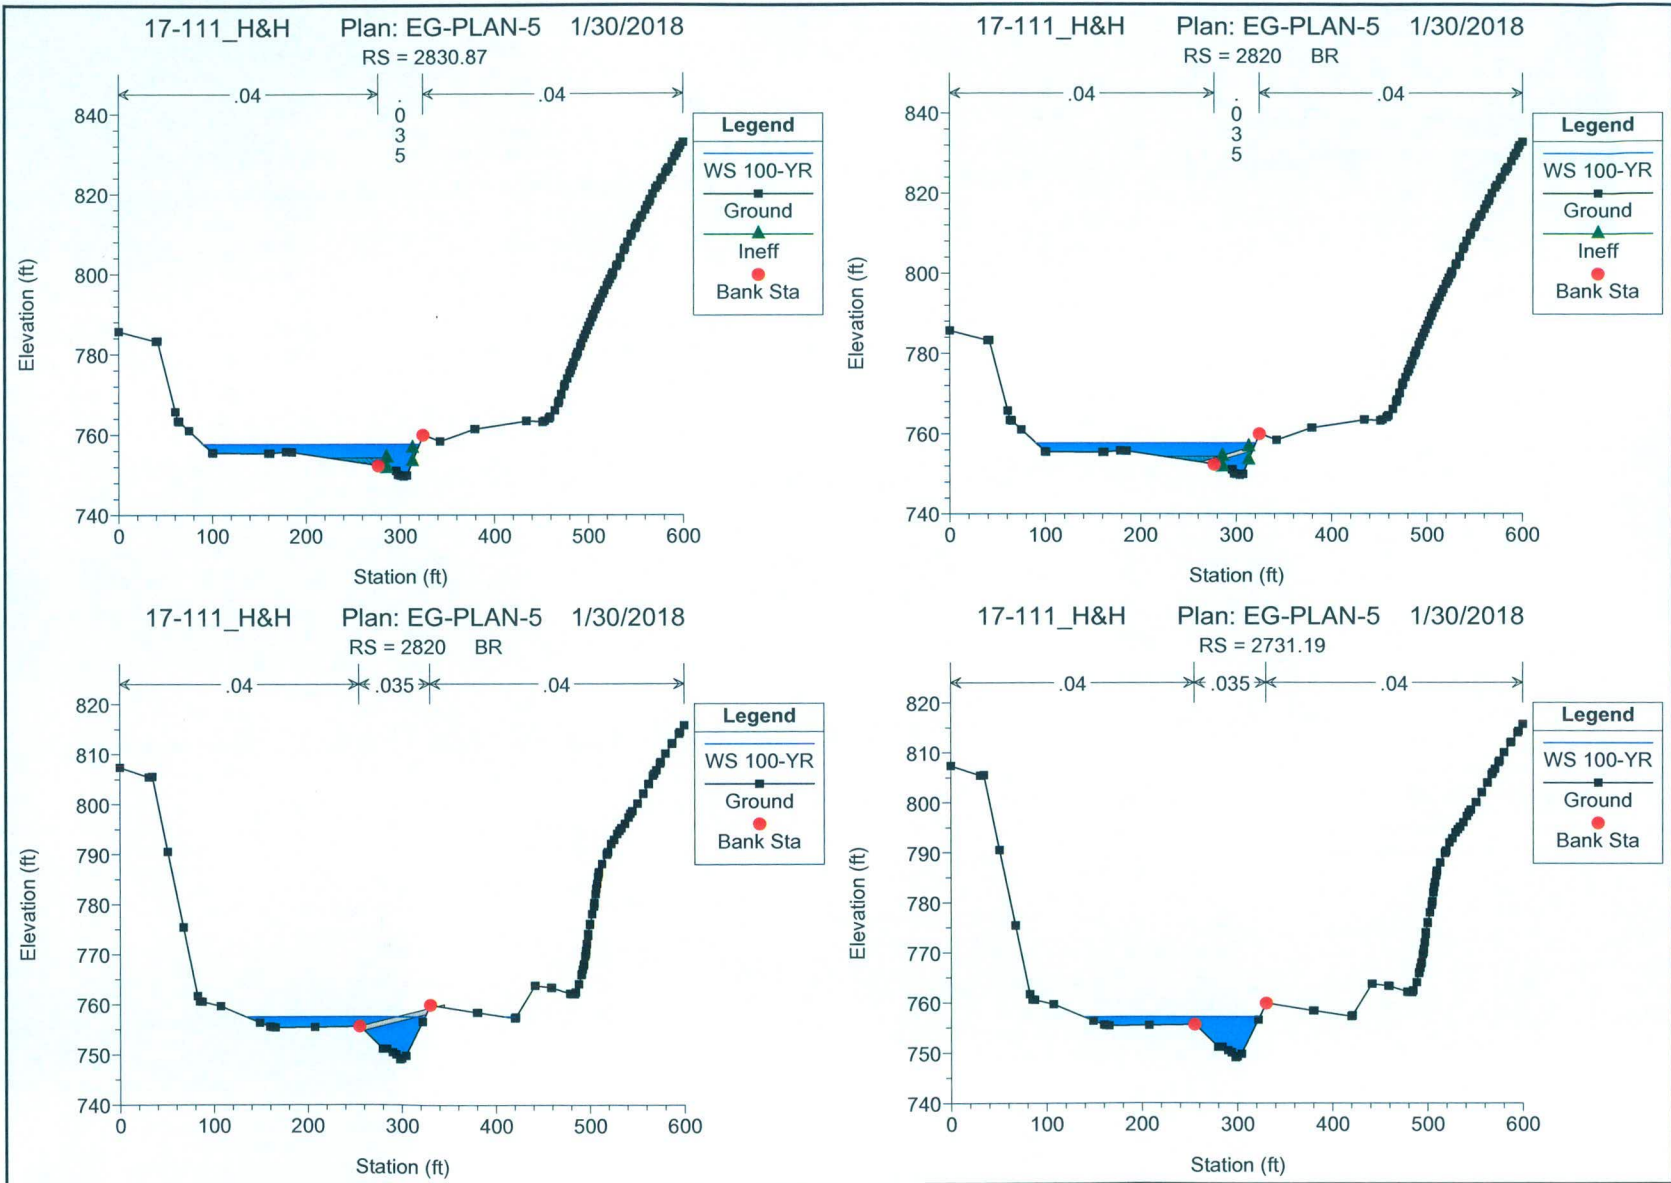 17-111_H&H Plan: EG-PLAN-5 1/30/2018
RS = 2830.87
.04 .035 .04
840
820
800
780
760
740
Elevation (ft)
0 100 200 300 400 500 600
Station (ft)
Legend
WS 100-YR
Ground
Ineff
Bank Sta
17-111_H&H Plan: EG-PLAN-5 1/30/2018
RS = 2820 BR
.04 .035 .04
840
820
800
780
760
740
Elevation (ft)
0 100 200 300 400 500 600
Station (ft)
Legend
WS 100-YR
Ground
Ineff
Bank Sta
17-111_H&H Plan: EG-PLAN-5 1/30/2018
RS = 2820 BR
.04 .035 .04
820
810
800
790
780
770
760
750
740
Elevation (ft)
0 100 200 300 400 500 600
Station (ft)
Legend
WS 100-YR
Ground
Bank Sta
17-111_H&H Plan: EG-PLAN-5 1/30/2018
RS = 2731.19
.04 .035 .04
820
810
800
790
780
770
760
750
740
Elevation (ft)
0 100 200 300 400 500 600
Station (ft)
Legend
WS 100-YR
Ground
Bank Sta